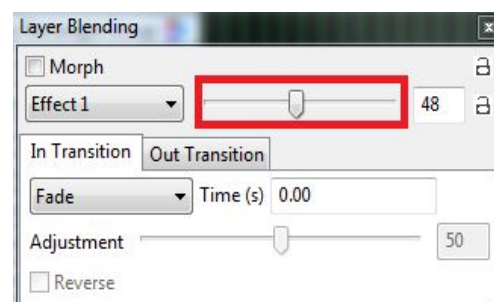 Layer Blending
Morph
Effect 1 48
In Transition Out Transition
Fade Time (s) 0.00
Adjustment 50
Reverse